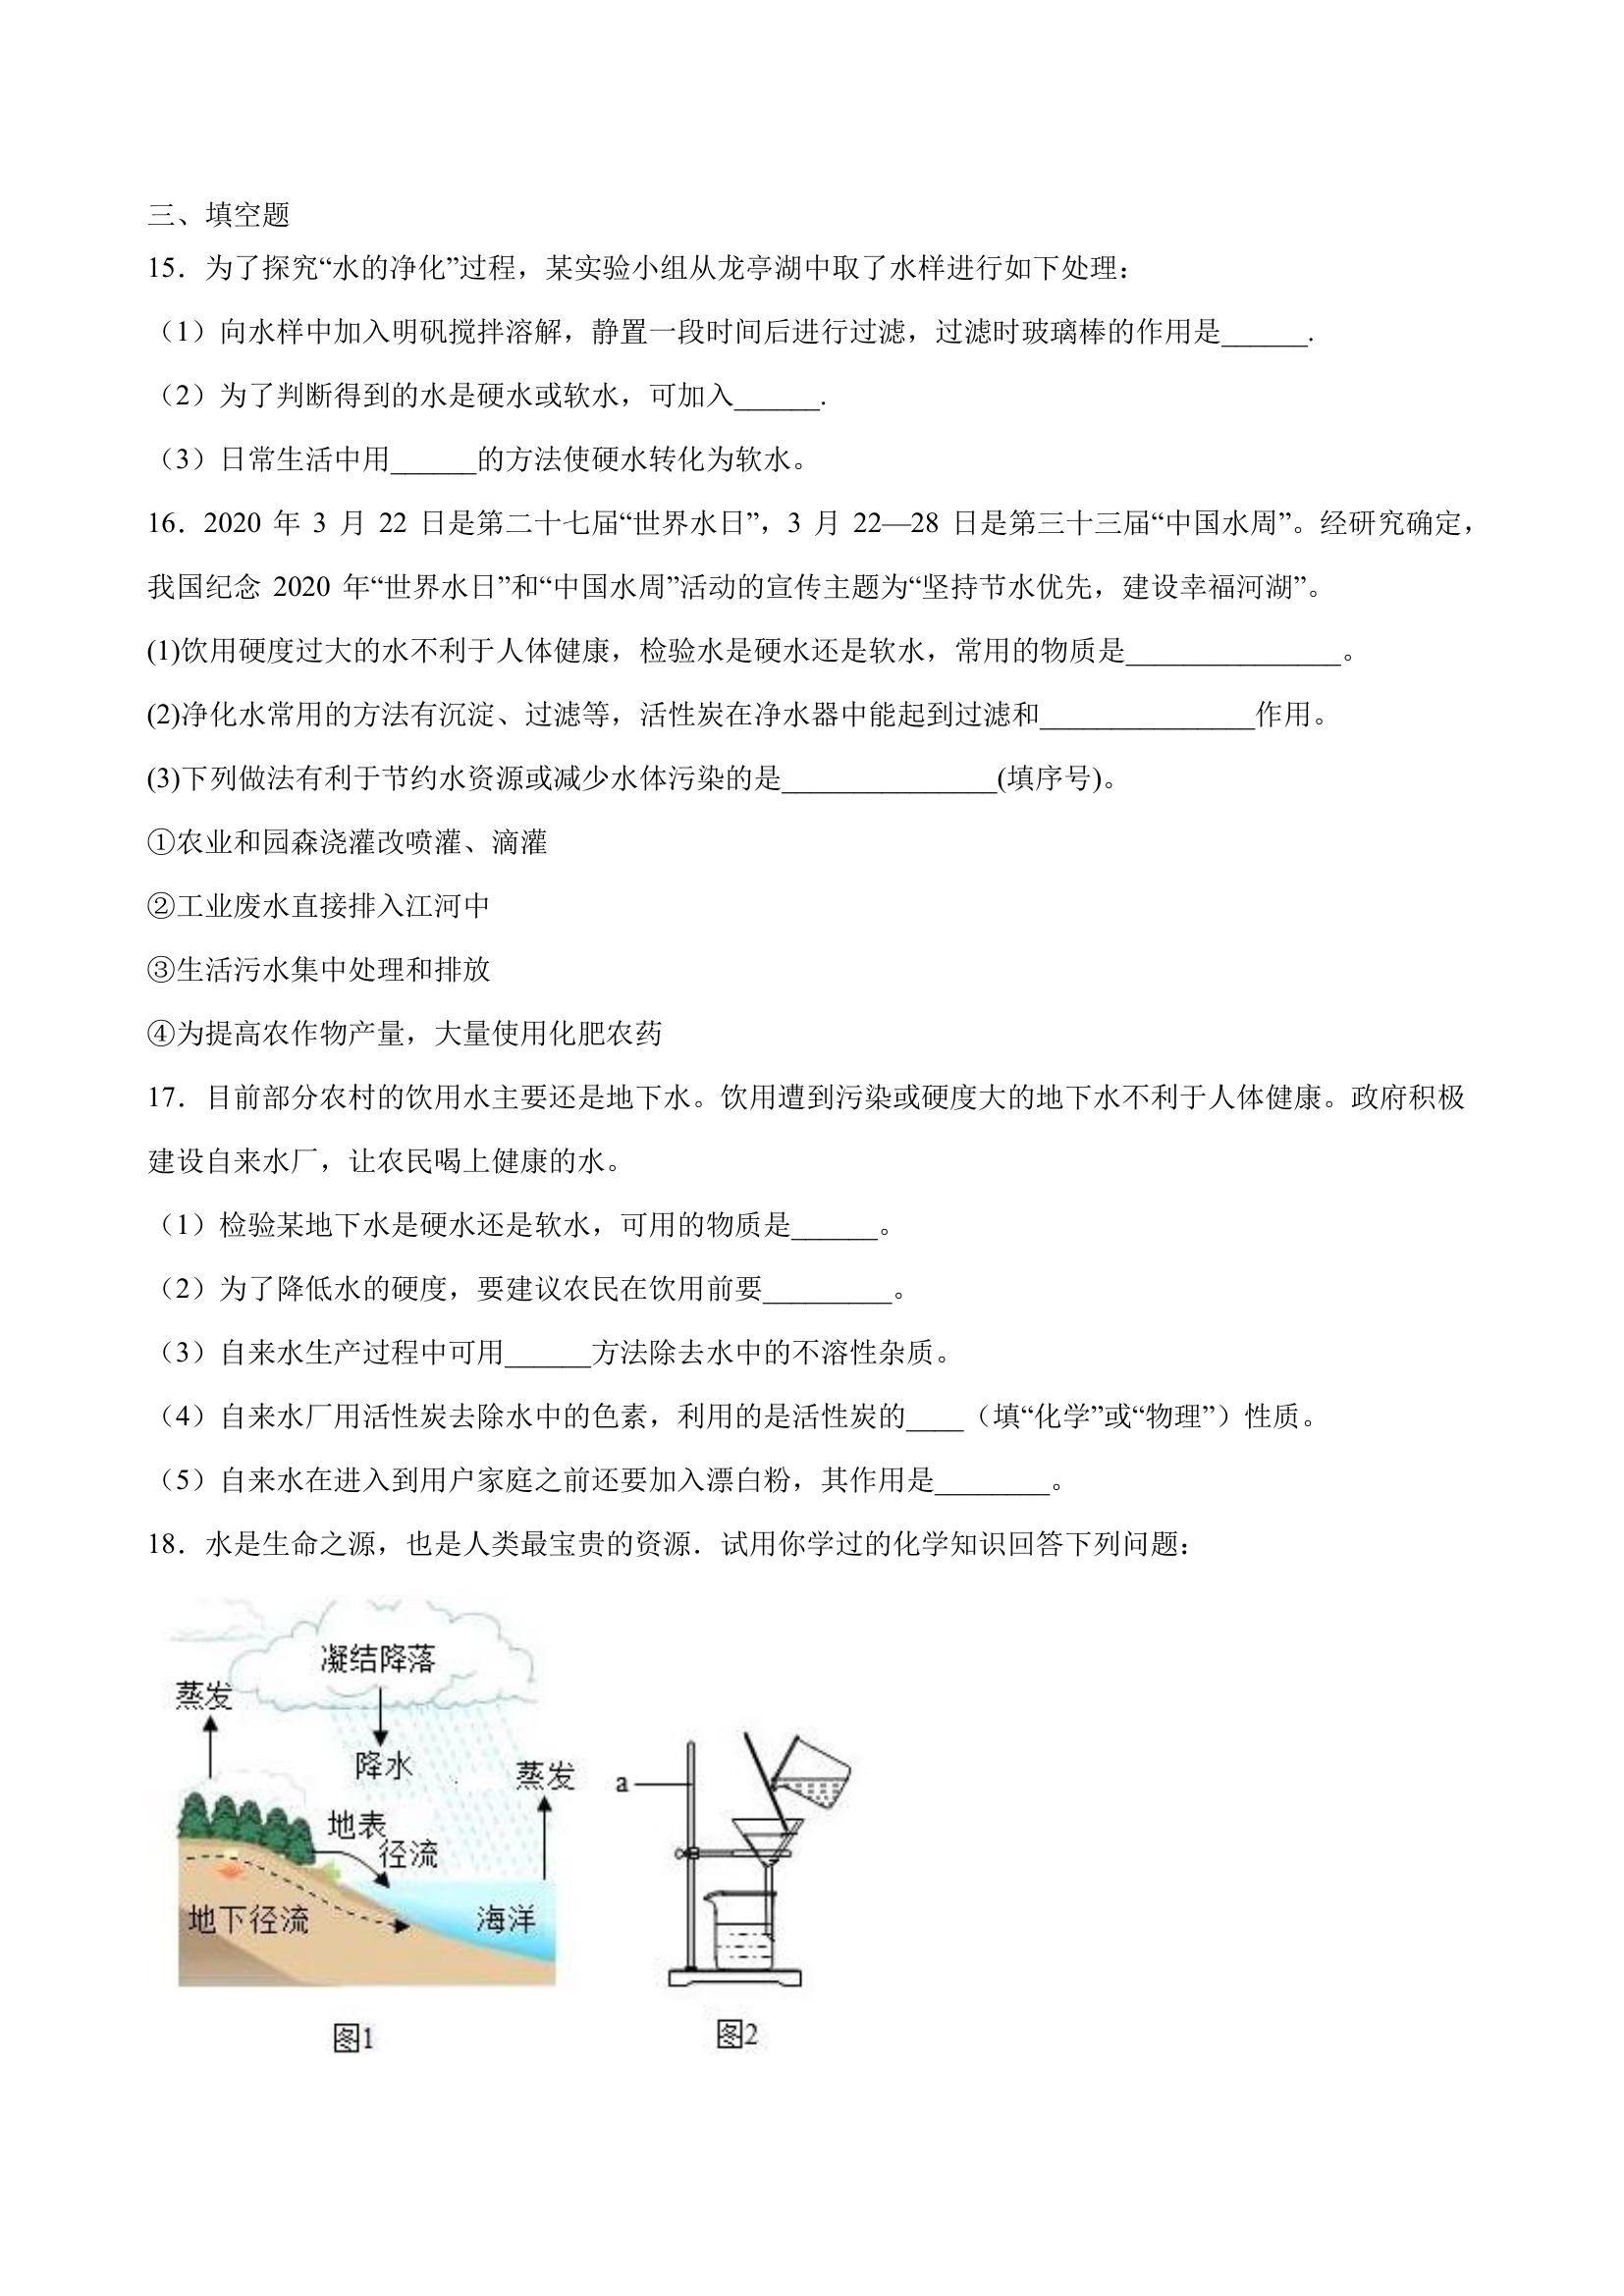 三、填空题
15．为了探究“水的净化”过程，某实验小组从龙亭湖中取了水样进行如下处理：
（1）向水样中加入明矾搅拌溶解，静置一段时间后进行过滤，过滤时玻璃棒的作用是______.
（2）为了判断得到的水是硬水或软水，可加入______.
（3）日常生活中用______的方法使硬水转化为软水。
16．2020 年 3 月 22 日是第二十七届“世界水日”，3 月 22—28 日是第三十三届“中国水周”。经研究确定，
我国纪念 2020 年“世界水日”和“中国水周”活动的宣传主题为“坚持节水优先，建设幸福河湖”。
(1)饮用硬度过大的水不利于人体健康，检验水是硬水还是软水，常用的物质是_______________。
(2)净化水常用的方法有沉淀、过滤等，活性炭在净水器中能起到过滤和_______________作用。
(3)下列做法有利于节约水资源或减少水体污染的是_______________(填序号)。
①农业和园森浇灌改喷灌、滴灌
②工业废水直接排入江河中
③生活污水集中处理和排放
④为提高农作物产量，大量使用化肥农药
17．目前部分农村的饮用水主要还是地下水。饮用遭到污染或硬度大的地下水不利于人体健康。政府积极
建设自来水厂，让农民喝上健康的水。
（1）检验某地下水是硬水还是软水，可用的物质是______。
（2）为了降低水的硬度，要建议农民在饮用前要_________。
（3）自来水生产过程中可用______方法除去水中的不溶性杂质。
（4）自来水厂用活性炭去除水中的色素，利用的是活性炭的____（填“化学”或“物理”）性质。
（5）自来水在进入到用户家庭之前还要加入漂白粉，其作用是________。
18．水是生命之源，也是人类最宝贵的资源．试用你学过的化学知识回答下列问题：
凝结降落
蒸发
降水
蒸发
a
地表
径流
地下径流
海洋
图1
图2